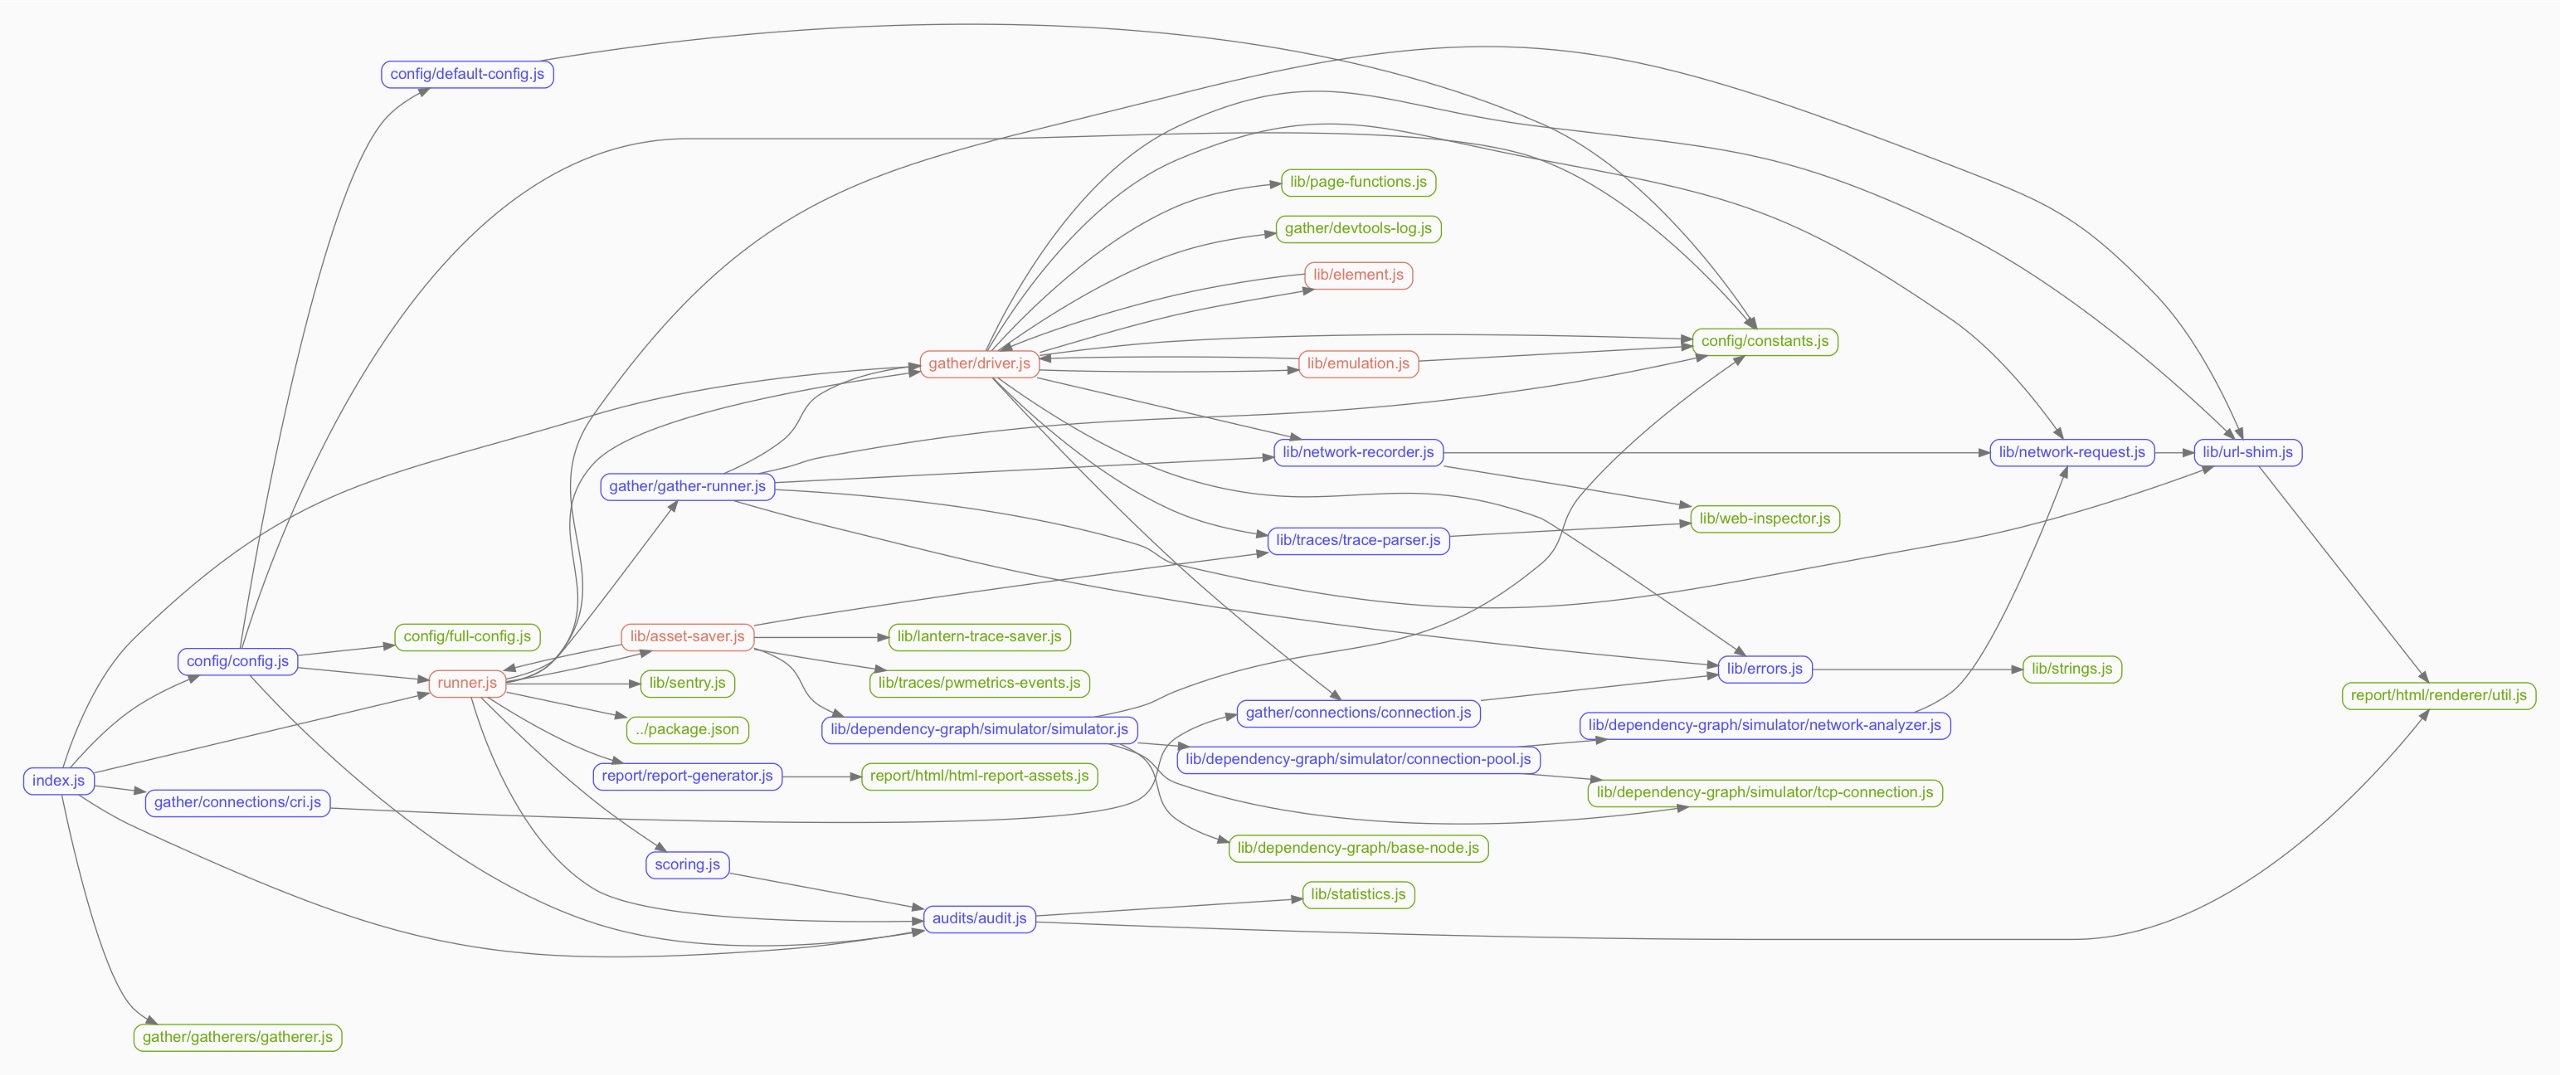 config/default-config.js
lib/page-functions.js
gather/devtools-log.js
lib/element.js
config/constants.js
gather/driver.js
lib/emulation.js
lib/network-recorder.js
lib/network-request.js
lib/url-shim.js
gather/gather-runner.js
lib/web-inspector.js
lib/traces/trace-parser.js
config/full-config.js
lib/asset-saver.js
lib/lantern-trace-saver.js
config/config.js
lib/errors.js
lib/strings.js
runner.js
lib/sentry.js
lib/traces/pwmetrics-events.js
report/html/renderer/util.js
gather/connections/connection.js
../package.json
lib/dependency-graph/simulator/simulator.js
lib/dependency-graph/simulator/network-analyzer.js
lib/dependency-graph/simulator/connection-pool.js
index.js
report/report-generator.js
report/html/html-report-assets.js
gather/connections/cri.js
lib/dependency-graph/simulator/tcp-connection.js
lib/dependency-graph/base-node.js
scoring.js
lib/statistics.js
audits/audit.js
gather/gatherers/gatherer.js